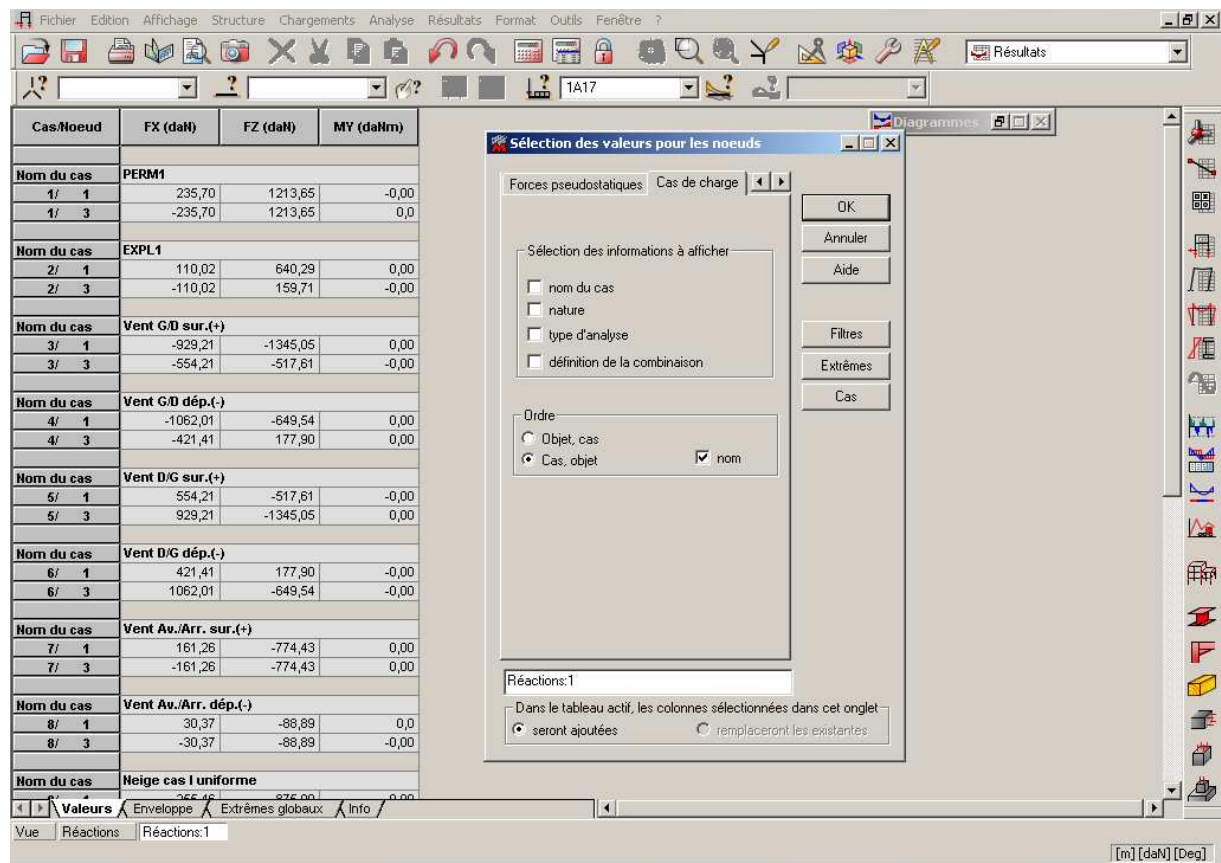 Fichier Edition Affichage Structure Chargements Analyse Résultats Format Outils Fenêtre ?
Résultats
1A17
Cas/Noeud FX (daN) FZ (daN) MY (daNm)
Nom du cas PERM1
1/ 1 235,70 1213,65 -0,00
1/ 3 -235,70 1213,65 0,0
Nom du cas EXPL1
2/ 1 110,02 640,29 0,00
2/ 3 -110,02 159,71 -0,00
Nom du cas Vent G/D sur.(+)
3/ 1 -929,21 -1345,05 0,00
3/ 3 -554,21 -517,61 -0,00
Nom du cas Vent G/D dép.(-)
4/ 1 -1062,01 -649,54 0,00
4/ 3 -421,41 177,90 0,00
Nom du cas Vent D/G sur.(+)
5/ 1 554,21 -517,61 -0,00
5/ 3 929,21 -1345,05 0,00
Nom du cas Vent D/G dép.(-)
6/ 1 421,41 177,90 -0,00
6/ 3 1062,01 -649,54 -0,00
Nom du cas Vent Av./Arr. sur.(+)
7/ 1 161,26 -774,43 0,00
7/ 3 -161,26 -774,43 0,00
Nom du cas Vent Av./Arr. dép.(-)
8/ 1 30,37 -88,89 0,0
8/ 3 -30,37 -88,89 -0,00
Nom du cas Neige cas I uniforme
Diagrammes
Sélection des valeurs pour les noeuds
Forces pseudostatiques Cas de charge
OK
Annuler
Aide
Filtres
Extrêmes
Cas
Sélection des informations à afficher
nom du cas
nature
type d'analyse
définition de la combinaison
Ordre
Objet, cas
Cas, objet nom
Réactions:1
Dans le tableau actif, les colonnes sélectionnées dans cet onglet
seront ajoutées remplaceront les existantes
Valeurs Enveloppe Extrêmes globaux Info
Vue Réactions Réactions:1
[m] [daN] [Deg]